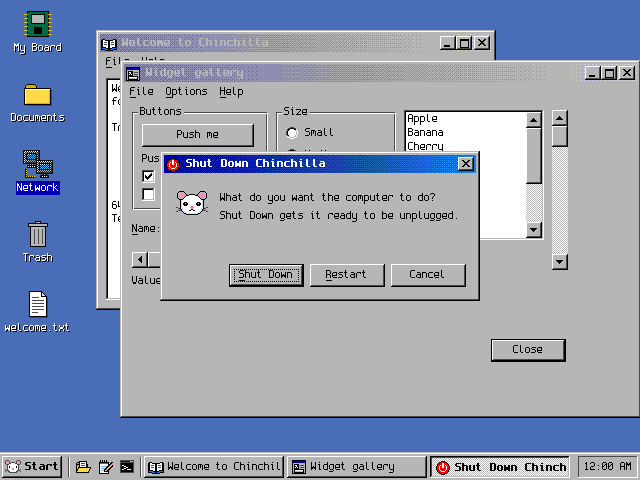 My Board
Documents
Network
Trash
welcome.txt
Welcome to Chinchilla
File Help
Widget gallery
File Options Help
Buttons
Push me
Size
Small
Apple
Banana
Cherry
Name:
Value
Shut Down Chinchilla
What do you want the computer to do?
Shut Down gets it ready to be unplugged.
Shut Down
Restart
Cancel
Close
Start
Welcome to Chinchil
Widget gallery
Shut Down Chinch
12:00 AM